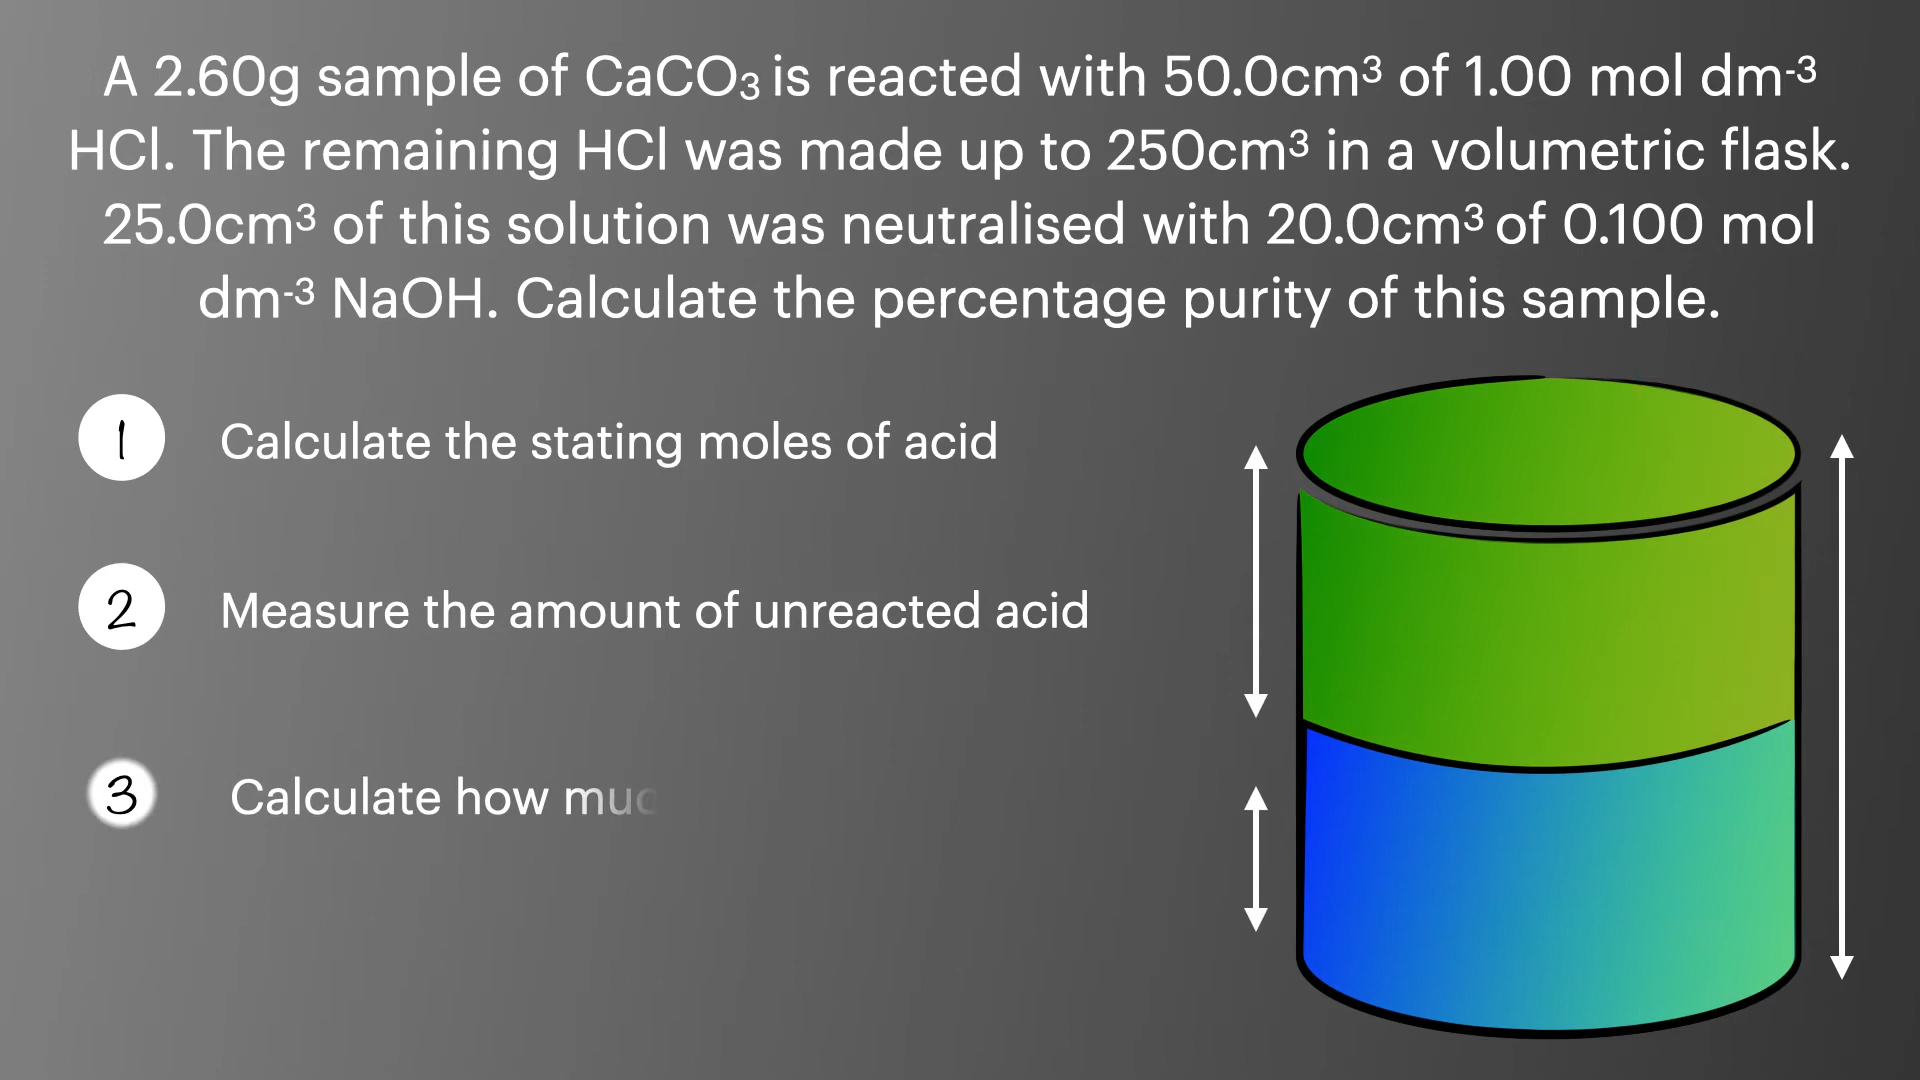 A 2.60g sample of CaCO₃ is reacted with 50.0cm³ of 1.00 mol dm⁻³
HCl. The remaining HCl was made up to 250cm³ in a volumetric flask.
25.0cm³ of this solution was neutralised with 20.0cm³ of 0.100 mol
dm⁻³ NaOH. Calculate the percentage purity of this sample.
1 Calculate the stating moles of acid
2 Measure the amount of unreacted acid
3 Calculate how muc